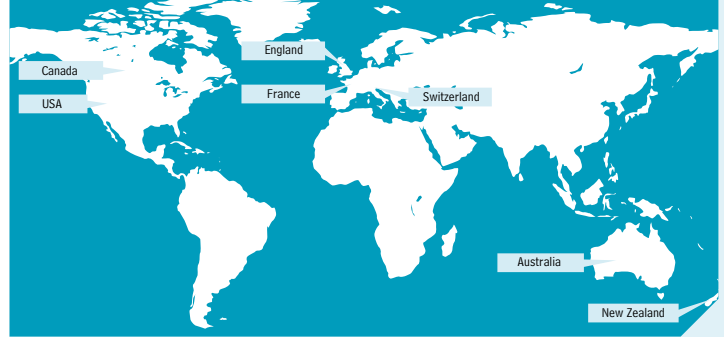 England
Canada
France
Switzerland
USA
Australia
New Zealand